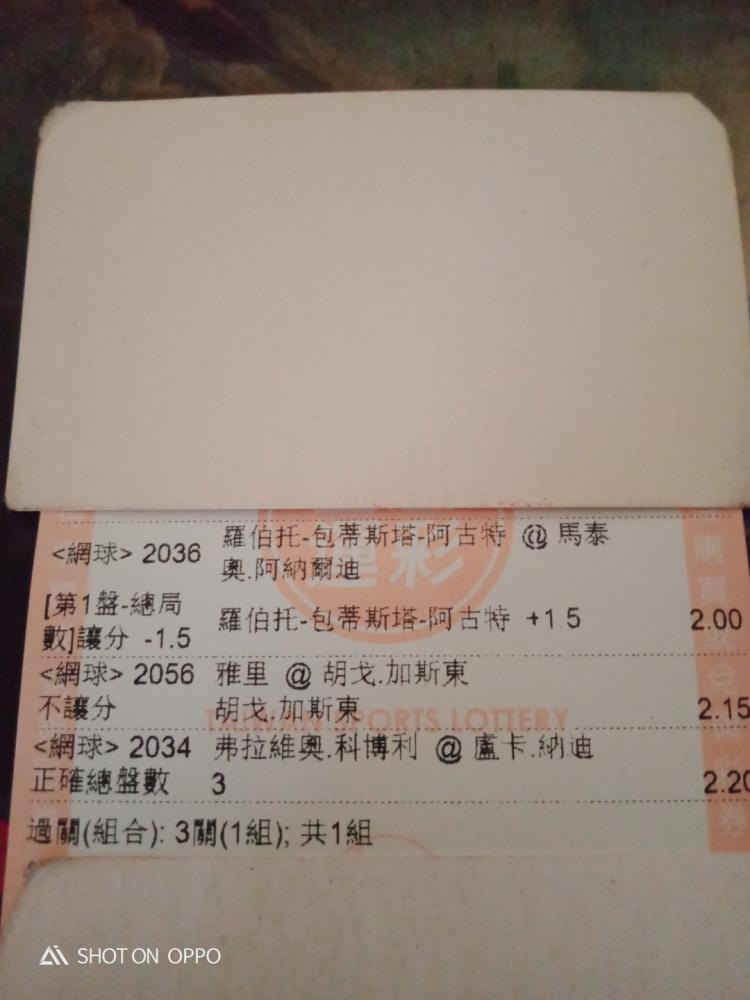 <網球> 2036 羅伯托-包蒂斯塔-阿古特 @ 馬泰
奧.阿納爾迪
[第1盤-總局
數]讓分 -1.5 羅伯托-包蒂斯塔-阿古特 +1.5 2.00
<網球> 2056 雅里 @ 胡戈.加斯東
不讓分 胡戈.加斯東 2.15
TAIWAN SPORTS LOTTERY
<網球> 2034 弗拉維奧.科博利 @ 盧卡.納迪
正確總盤數 3 2.20
過關(組合): 3關(1組); 共1組
SHOT ON OPPO